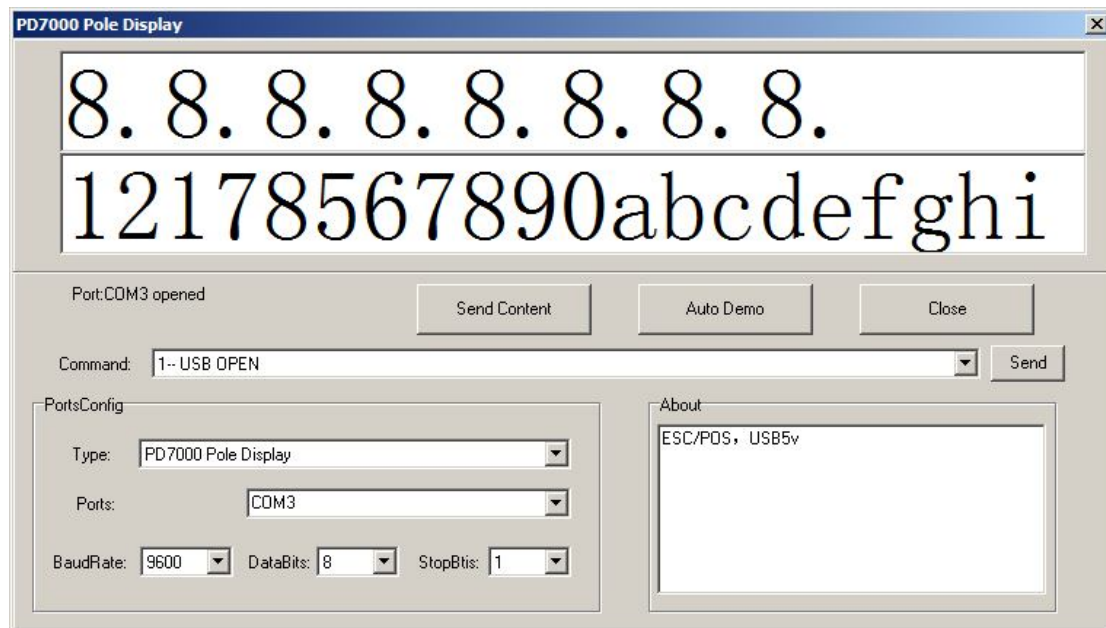 PD7000 Pole Display
8. 8. 8. 8. 8. 8. 8. 8.
12178567890abcdefghi
Port:COM3 opened
Send Content
Auto Demo
Close
Command: 1-- USB OPEN
Send
PortsConfig
Type: PD7000 Pole Display
Ports: COM3
BaudRate: 9600 DataBits: 8 StopBtis: 1
About
ESC/POS，USB5v